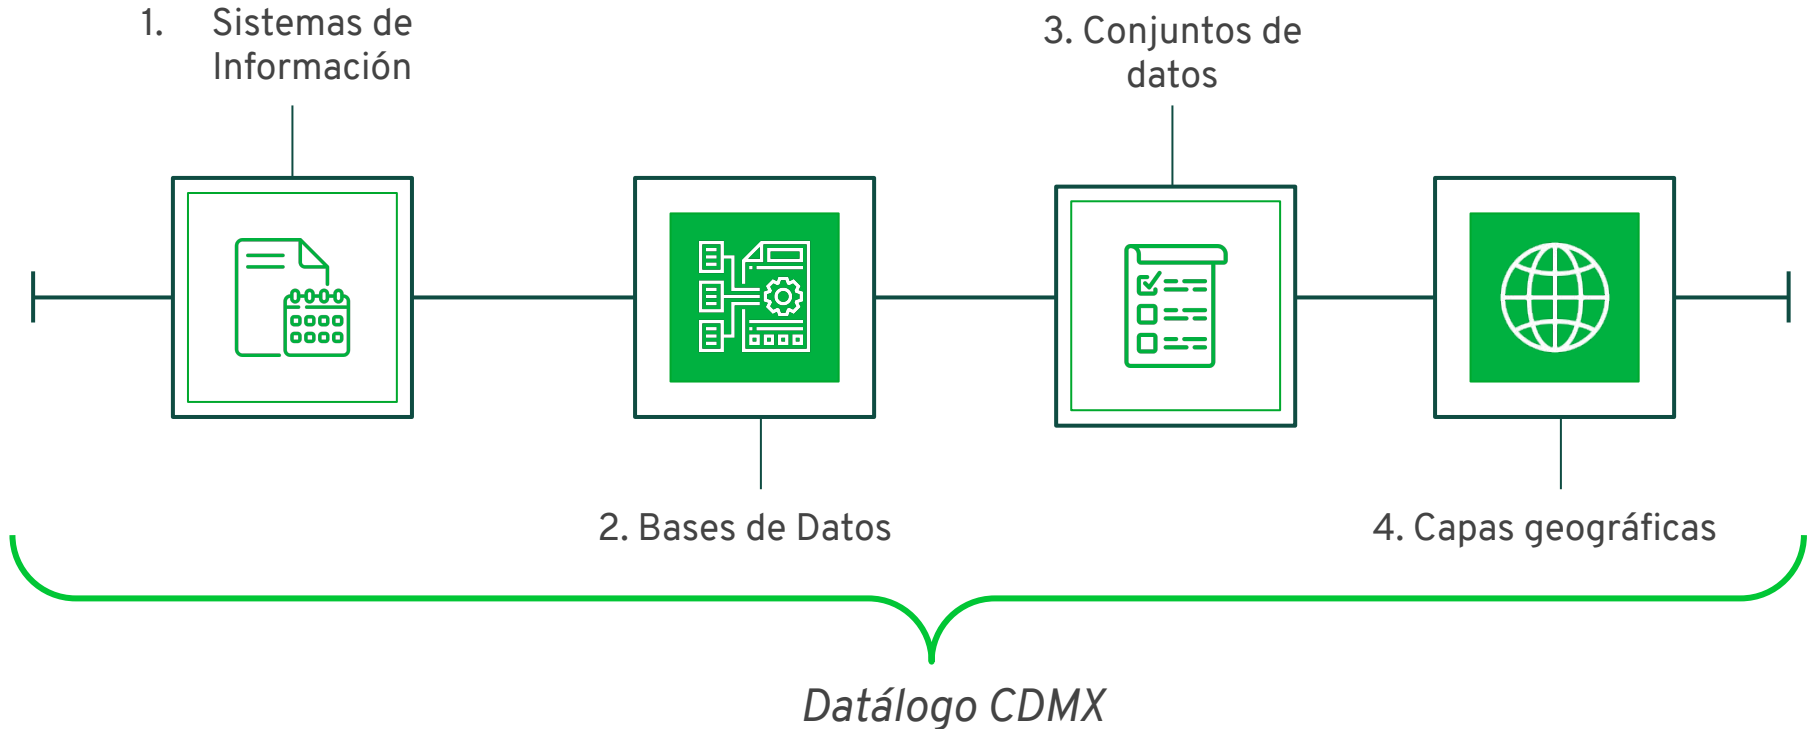 1. Sistemas de
Información
3. Conjuntos de
datos
2. Bases de Datos
4. Capas geográficas
Datálogo CDMX